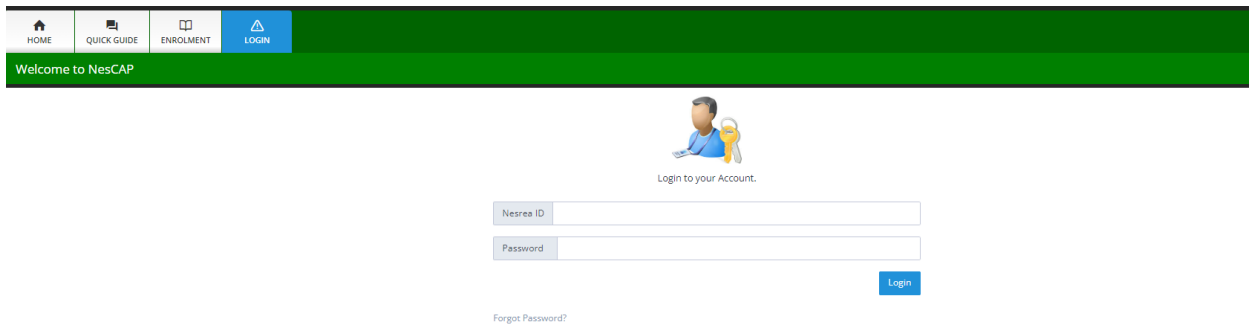 HOME QUICK GUIDE ENROLMENT LOGIN
Welcome to NesCAP
Login to your Account.
Nesrea ID
Password
Login
Forgot Password?